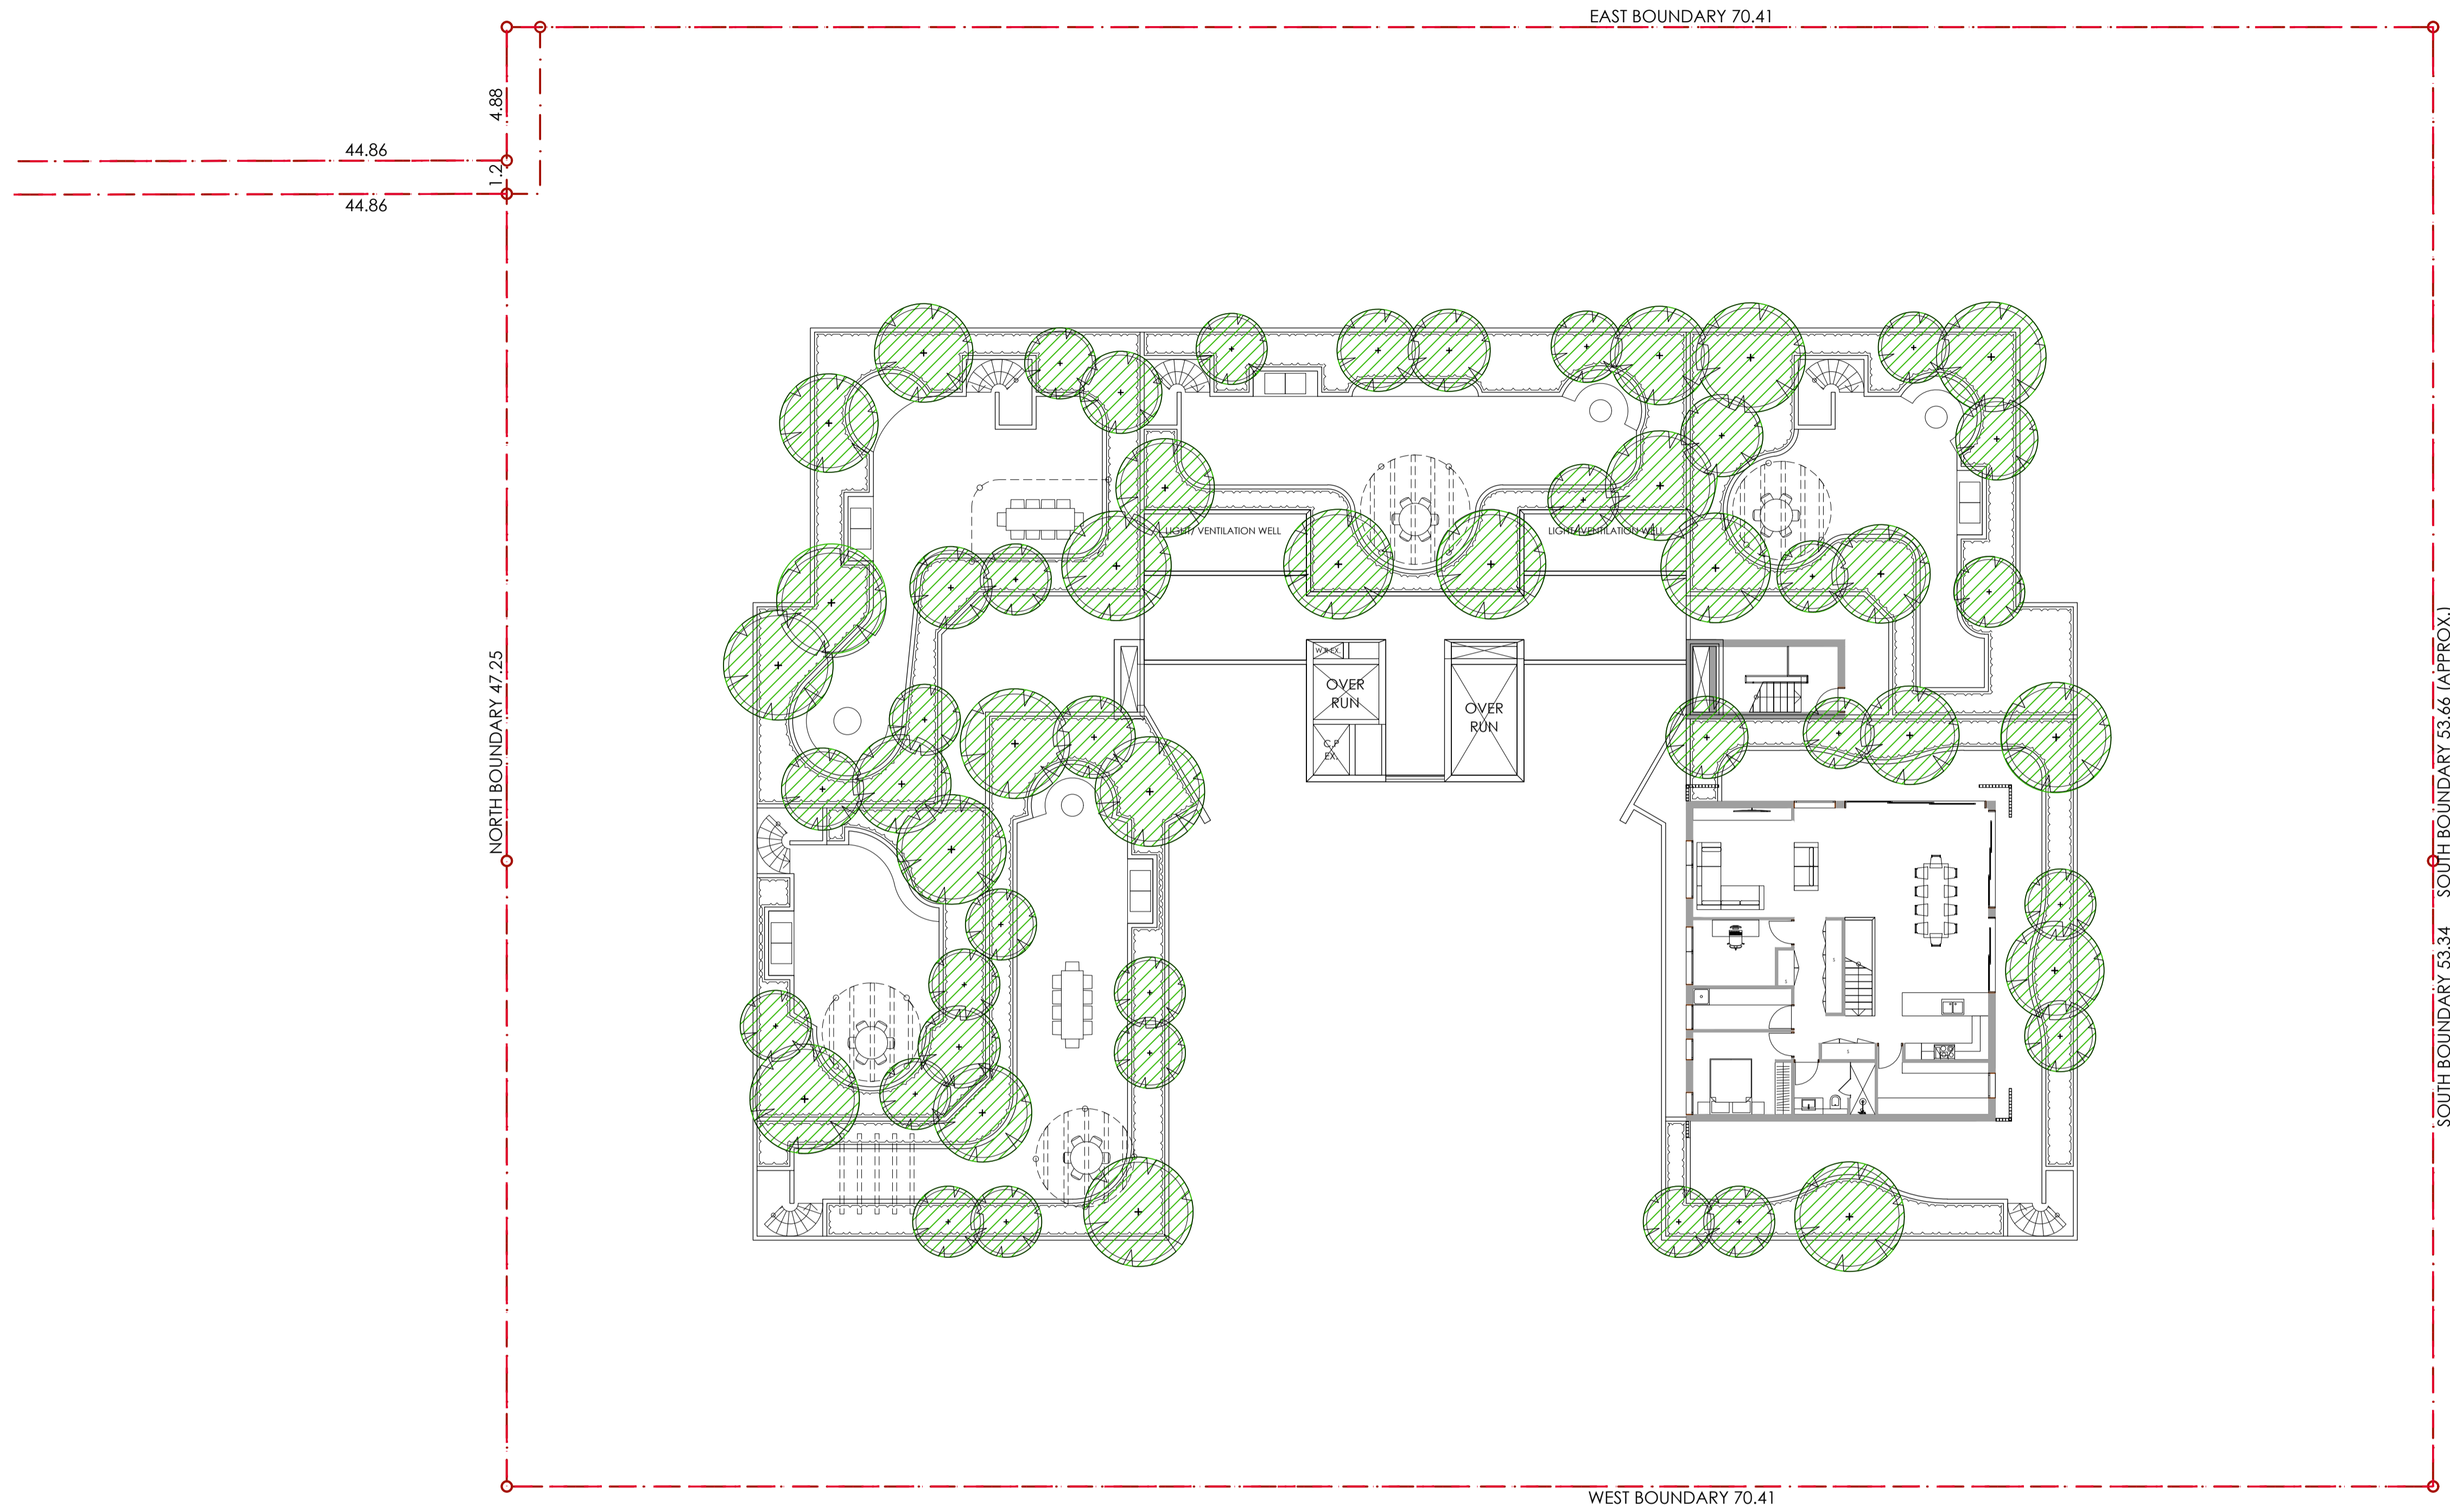 EAST BOUNDARY 70.41
4.88
44.86
1.2
44.86
LIGHT/ VENTILATION WELL
LIGHT/ VENTILATION WELL
W.R EX.
OVER
RUN
OVER
RUN
C.P
EX.
NORTH BOUNDARY 47.25
SOUTH BOUNDARY 53.66 (APPROX.)
SOUTH BOUNDARY 53.34
WEST BOUNDARY 70.41